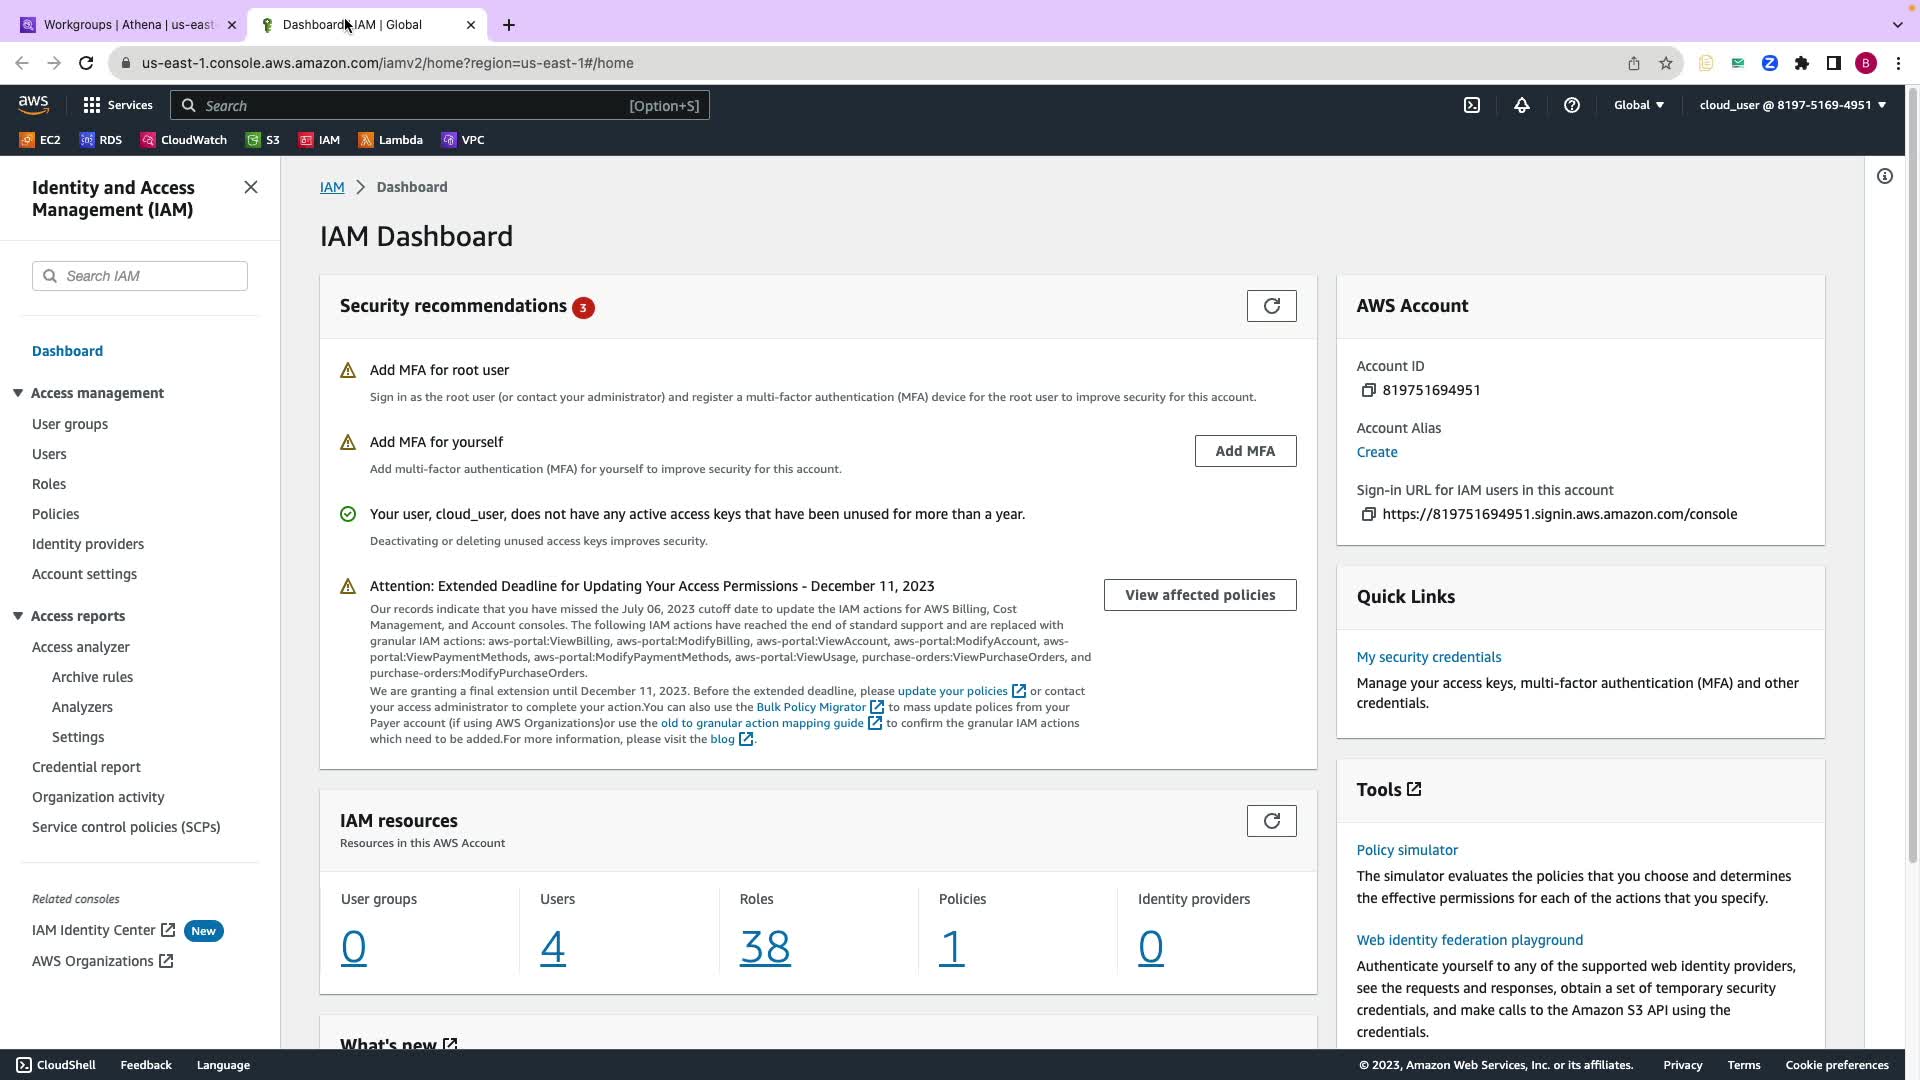 Workgroups | Athena | us-east-
Dashboard | IAM | Global
us-east-1.console.aws.amazon.com/iamv2/home?region=us-east-1#/home
B
aws
Services
Search
[Option+S]
Global
cloud_user @ 8197-5169-4951
EC2
RDS
CloudWatch
S3
IAM
Lambda
VPC
Identity and Access
Management (IAM)
Search IAM
Dashboard
Access management
User groups
Users
Roles
Policies
Identity providers
Account settings
Access reports
Access analyzer
Archive rules
Analyzers
Settings
Credential report
Organization activity
Service control policies (SCPs)
Related consoles
IAM Identity Center
New
AWS Organizations
IAM > Dashboard
IAM Dashboard
Security recommendations 3
Add MFA for root user
Sign in as the root user (or contact your administrator) and register a multi-factor authentication (MFA) device for the root user to improve security for this account.
Add MFA for yourself
Add multi-factor authentication (MFA) for yourself to improve security for this account.
Add MFA
Your user, cloud_user, does not have any active access keys that have been unused for more than a year.
Deactivating or deleting unused access keys improves security.
Attention: Extended Deadline for Updating Your Access Permissions - December 11, 2023
Our records indicate that you have missed the July 06, 2023 cutoff date to update the IAM actions for AWS Billing, Cost
Management, and Account consoles. The following IAM actions have reached the end of standard support and are replaced with
granular IAM actions: aws-portal:ViewBilling, aws-portal:ModifyBilling, aws-portal:ViewAccount, aws-portal:ModifyAccount, aws-
portal:ViewPaymentMethods, aws-portal:ModifyPaymentMethods, aws-portal:ViewUsage, purchase-orders:ViewPurchaseOrders, and
purchase-orders:ModifyPurchaseOrders.
We are granting a final extension until December 11, 2023. Before the extended deadline, please update your policies or contact
your access administrator to complete your action.You can also use the Bulk Policy Migrator to mass update polices from your
Payer account (if using AWS Organizations)or use the old to granular action mapping guide to confirm the granular IAM actions
which need to be added.For more information, please visit the blog .
View affected policies
IAM resources
Resources in this AWS Account
User groups
0
Users
4
Roles
38
Policies
1
Identity providers
0
What's new
AWS Account
Account ID
819751694951
Account Alias
Create
Sign-in URL for IAM users in this account
https://819751694951.signin.aws.amazon.com/console
Quick Links
My security credentials
Manage your access keys, multi-factor authentication (MFA) and other
credentials.
Tools
Policy simulator
The simulator evaluates the policies that you choose and determines
the effective permissions for each of the actions that you specify.
Web identity federation playground
Authenticate yourself to any of the supported web identity providers,
see the requests and responses, obtain a set of temporary security
credentials, and make calls to the Amazon S3 API using the
credentials.
CloudShell
Feedback
Language
© 2023, Amazon Web Services, Inc. or its affiliates.
Privacy
Terms
Cookie preferences